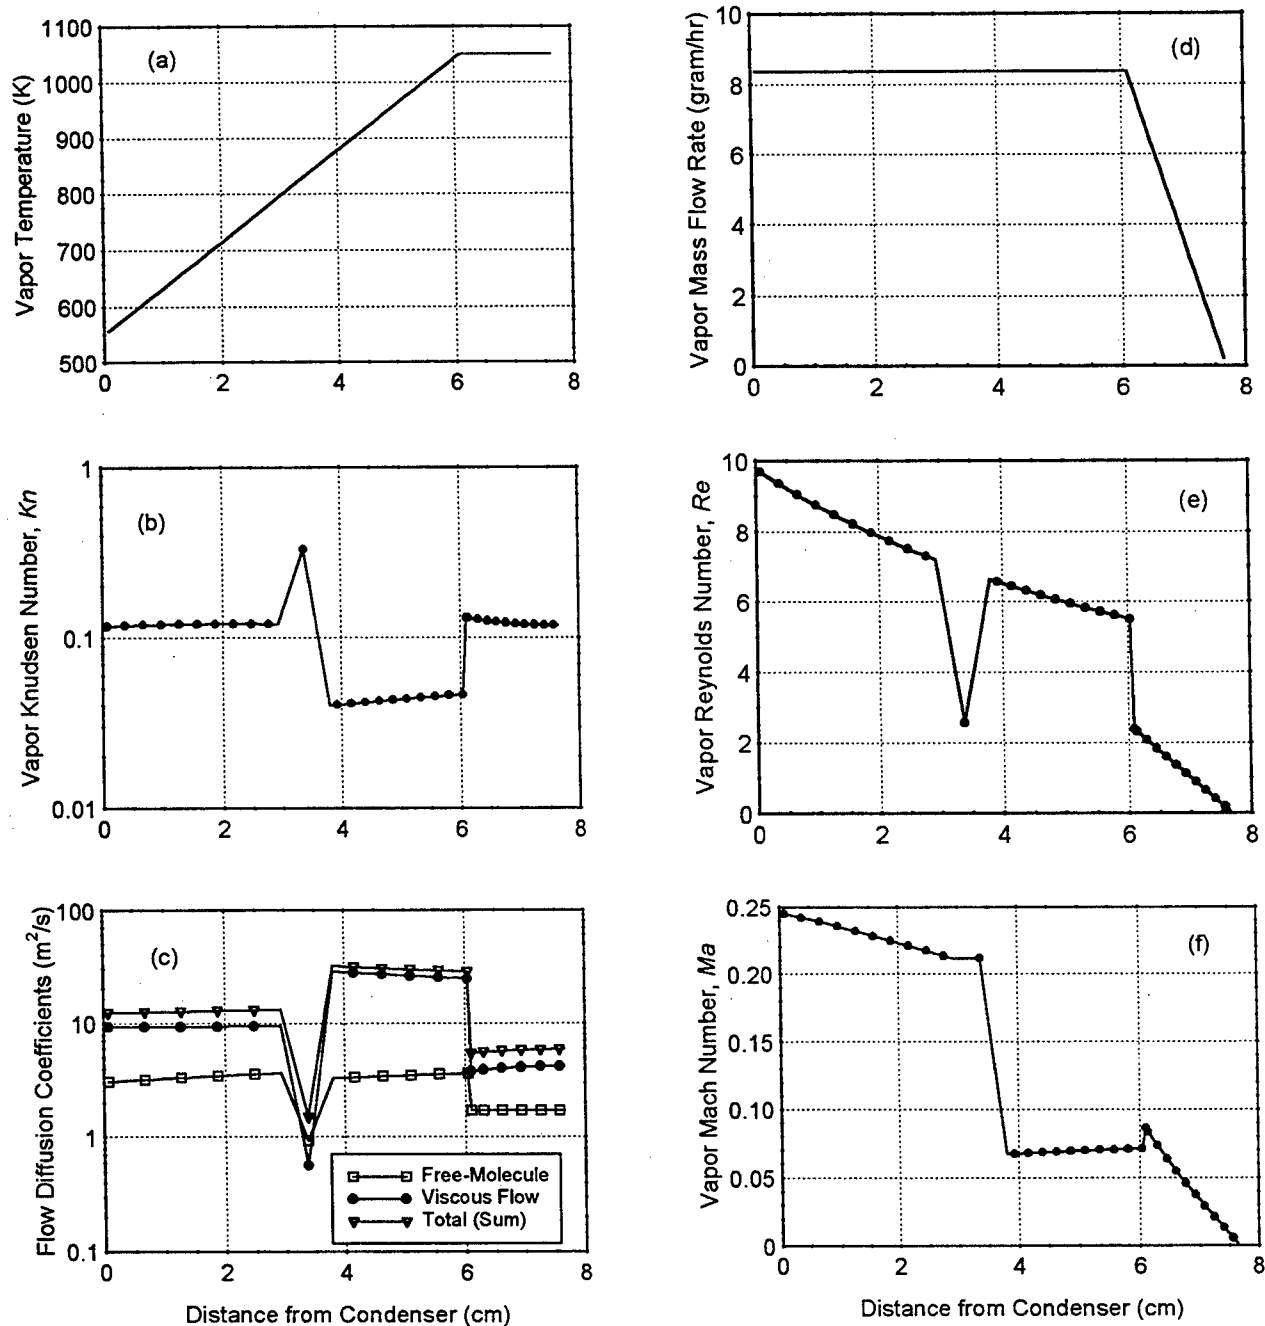 (a)
Vapor Temperature (K)
1100
1000
900
800
700
600
500
0 2 4 6 8
(d)
Vapor Mass Flow Rate (gram/hr)
10
8
6
4
2
0
0 2 4 6 8
(b)
Vapor Knudsen Number, Kn
1
0.1
0.01
0 2 4 6 8
(e)
Vapor Reynolds Number, Re
10
8
6
4
2
0
0 2 4 6 8
(c)
Flow Diffusion Coefficients (m²/s)
100
10
1
0.1
Free-Molecule
Viscous Flow
Total (Sum)
0 2 4 6 8
Distance from Condenser (cm)
(f)
Vapor Mach Number, Ma
0.25
0.20
0.15
0.10
0.05
0
0 2 4 6 8
Distance from Condenser (cm)